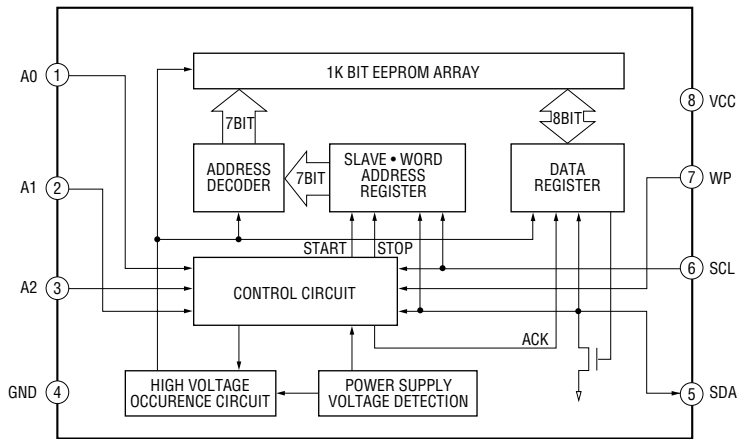 1K BIT EEPROM ARRAY
A0 1
8 VCC
7BIT
8BIT
ADDRESS
DECODER
7BIT
SLAVE • WORD
ADDRESS
REGISTER
DATA
REGISTER
A1 2
7 WP
START
STOP
A2 3
CONTROL CIRCUIT
6 SCL
ACK
GND 4
HIGH VOLTAGE
OCCURENCE CIRCUIT
POWER SUPPLY
VOLTAGE DETECTION
5 SDA